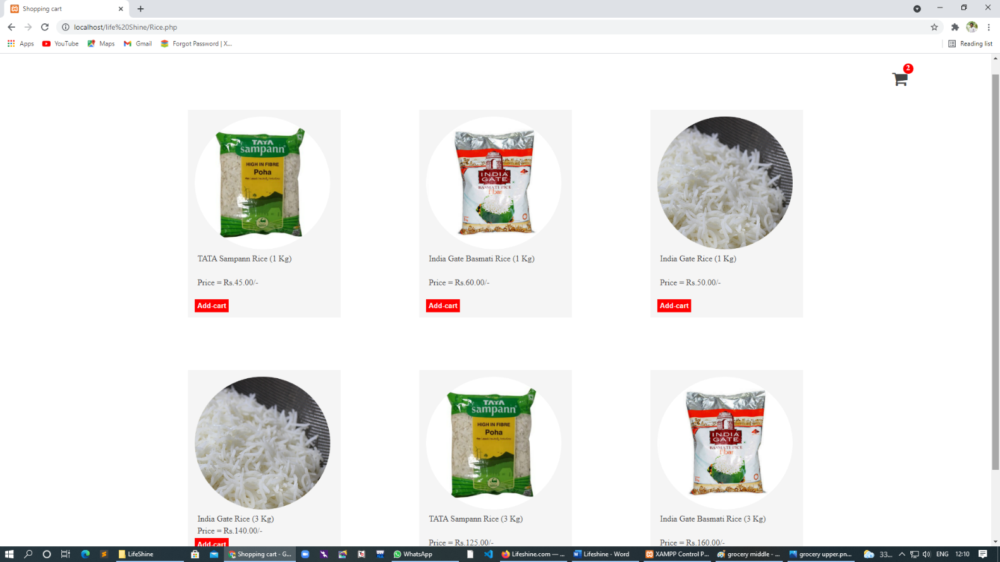 Shopping cart
localhost/life%20Shine/Rice.php
Apps
YouTube
Maps
Gmail
Forgot Password | X...
Reading list
2
TATA
sampann
HIGH IN FIBRE
Poha
INDIA
GATE
BASMATI RICE
TATA Sampann Rice (1 Kg)
India Gate Basmati Rice (1 Kg)
India Gate Rice (1 Kg)
Price = Rs.45.00/-
Price = Rs.60.00/-
Price = Rs.50.00/-
Add-cart
Add-cart
Add-cart
TATA
sampann
HIGH IN FIBRE
Poha
INDIA
GATE
BASMATI RICE
India Gate Rice (3 Kg)
TATA Sampann Rice (3 Kg)
India Gate Basmati Rice (3 Kg)
Price = Rs.140.00/-
Price = Rs.125.00/-
Price = Rs.160.00/-
Add-cart
LifeShine
Shopping cart - G...
WhatsApp
Lifeshine.com — ...
Lifeshine - Word
XAMPP Control P...
grocery middle - ...
grocery upper.pn...
33...
ENG
12:10